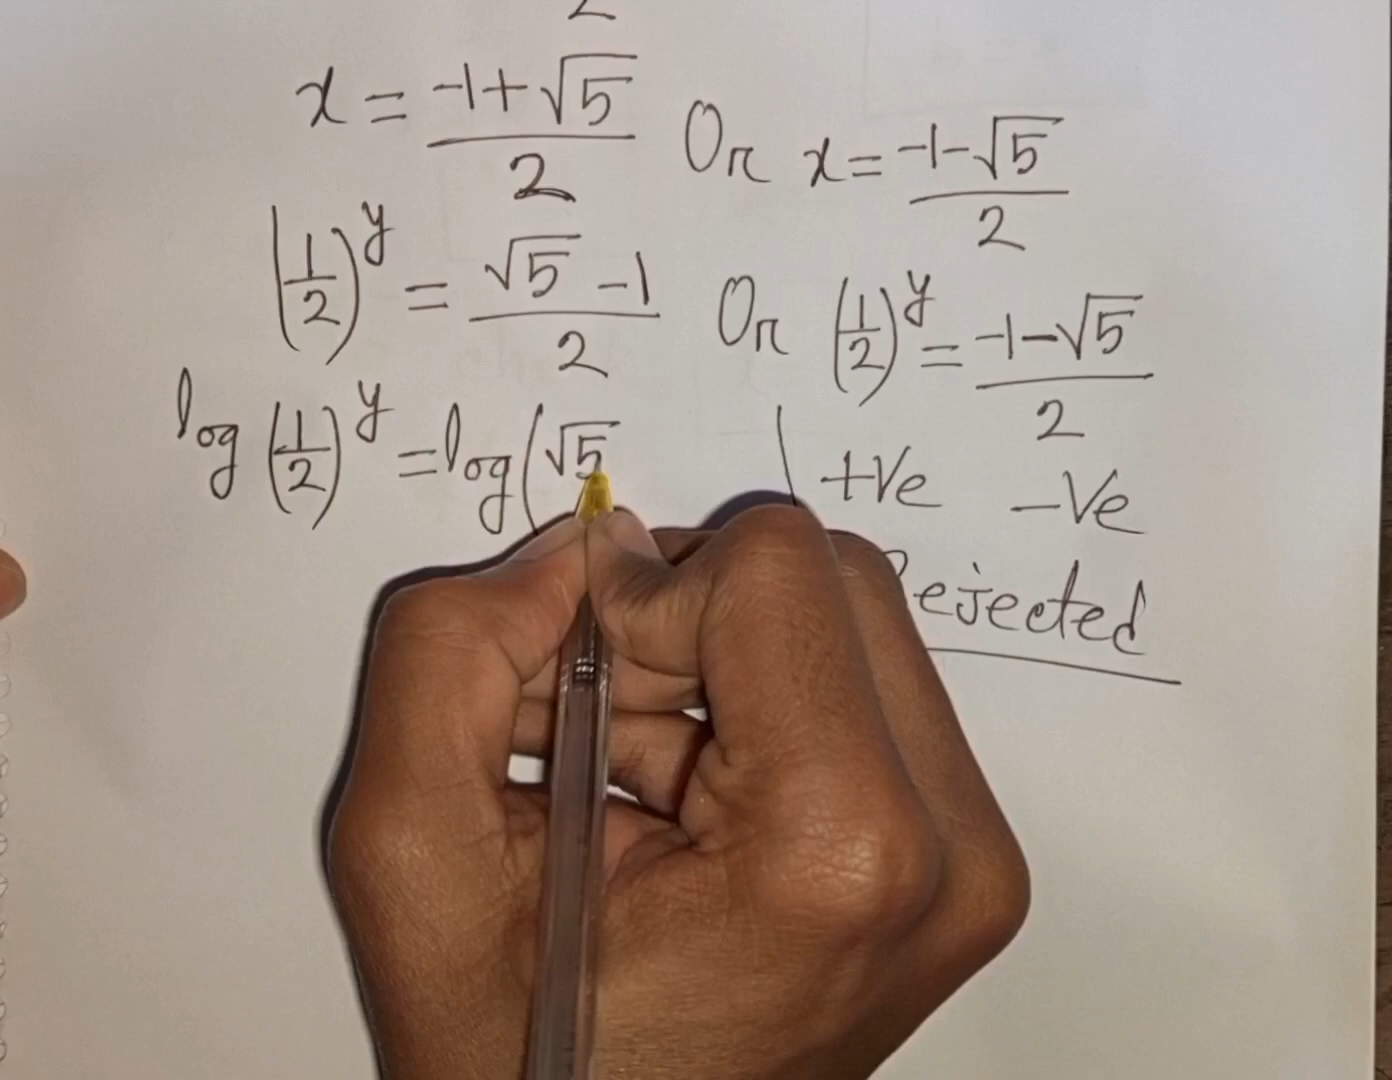 x = (-1+√5)/2 Or x = (-1-√5)/2
(1/2)^y = (√5 -1)/2 Or (1/2)^y = (-1-√5)/2
log (1/2)^y = log(√5 | +Ve -Ve
Rejected